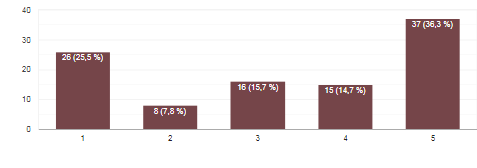 40
37 (36,3 %)
30
26 (25,5 %)
20
16 (15,7 %)
15 (14,7 %)
10
8 (7,8 %)
0
1 2 3 4 5